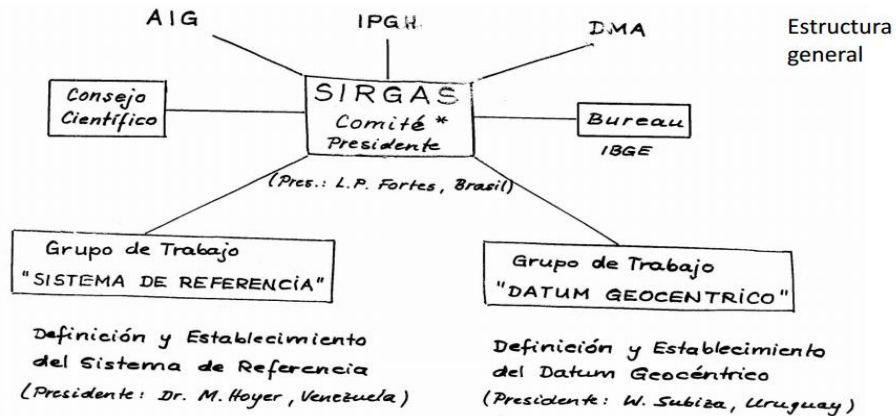 AIG
IPGH
DMA
Estructura
general
Consejo
Científico
SIRGAS
Comité *
Presidente
Bureau
IBGE
(Pres.: L.P. Fortes, Brasil)
Grupo de Trabajo
"SISTEMA DE REFERENCIA"
Grupo de Trabajo
"DATUM GEOCENTRICO"
Definición y Establecimiento
del Sistema de Referencia
(Presidente: Dr. M. Hoyer, Venezuela)
Definición y Establecimiento
del Datum Geocéntrico
(Presidente: W. Subiza, Uruguay)